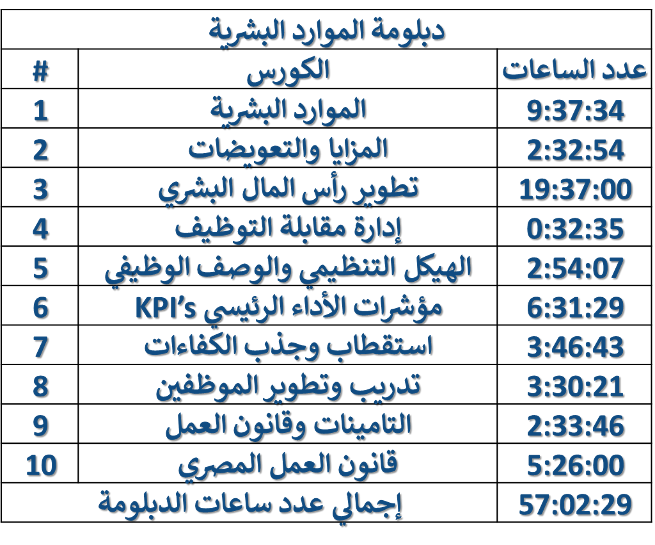 دبلومة الموارد البشرية
# الكورس عدد الساعات
1 الموارد البشرية 9:37:34
2 المزايا والتعويضات 2:32:54
3 تطوير رأس المال البشري 19:37:00
4 إدارة مقابلة التوظيف 0:32:35
5 الهيكل التنظيمي والوصف الوظيفي 2:54:07
6 مؤشرات الأداء الرئيسي KPI’s 6:31:29
7 استقطاب وجذب الكفاءات 3:46:43
8 تدريب وتطوير الموظفين 3:30:21
9 التامينات وقانون العمل 2:33:46
10 قانون العمل المصري 5:26:00
إجمالي عدد ساعات الدبلومة 57:02:29